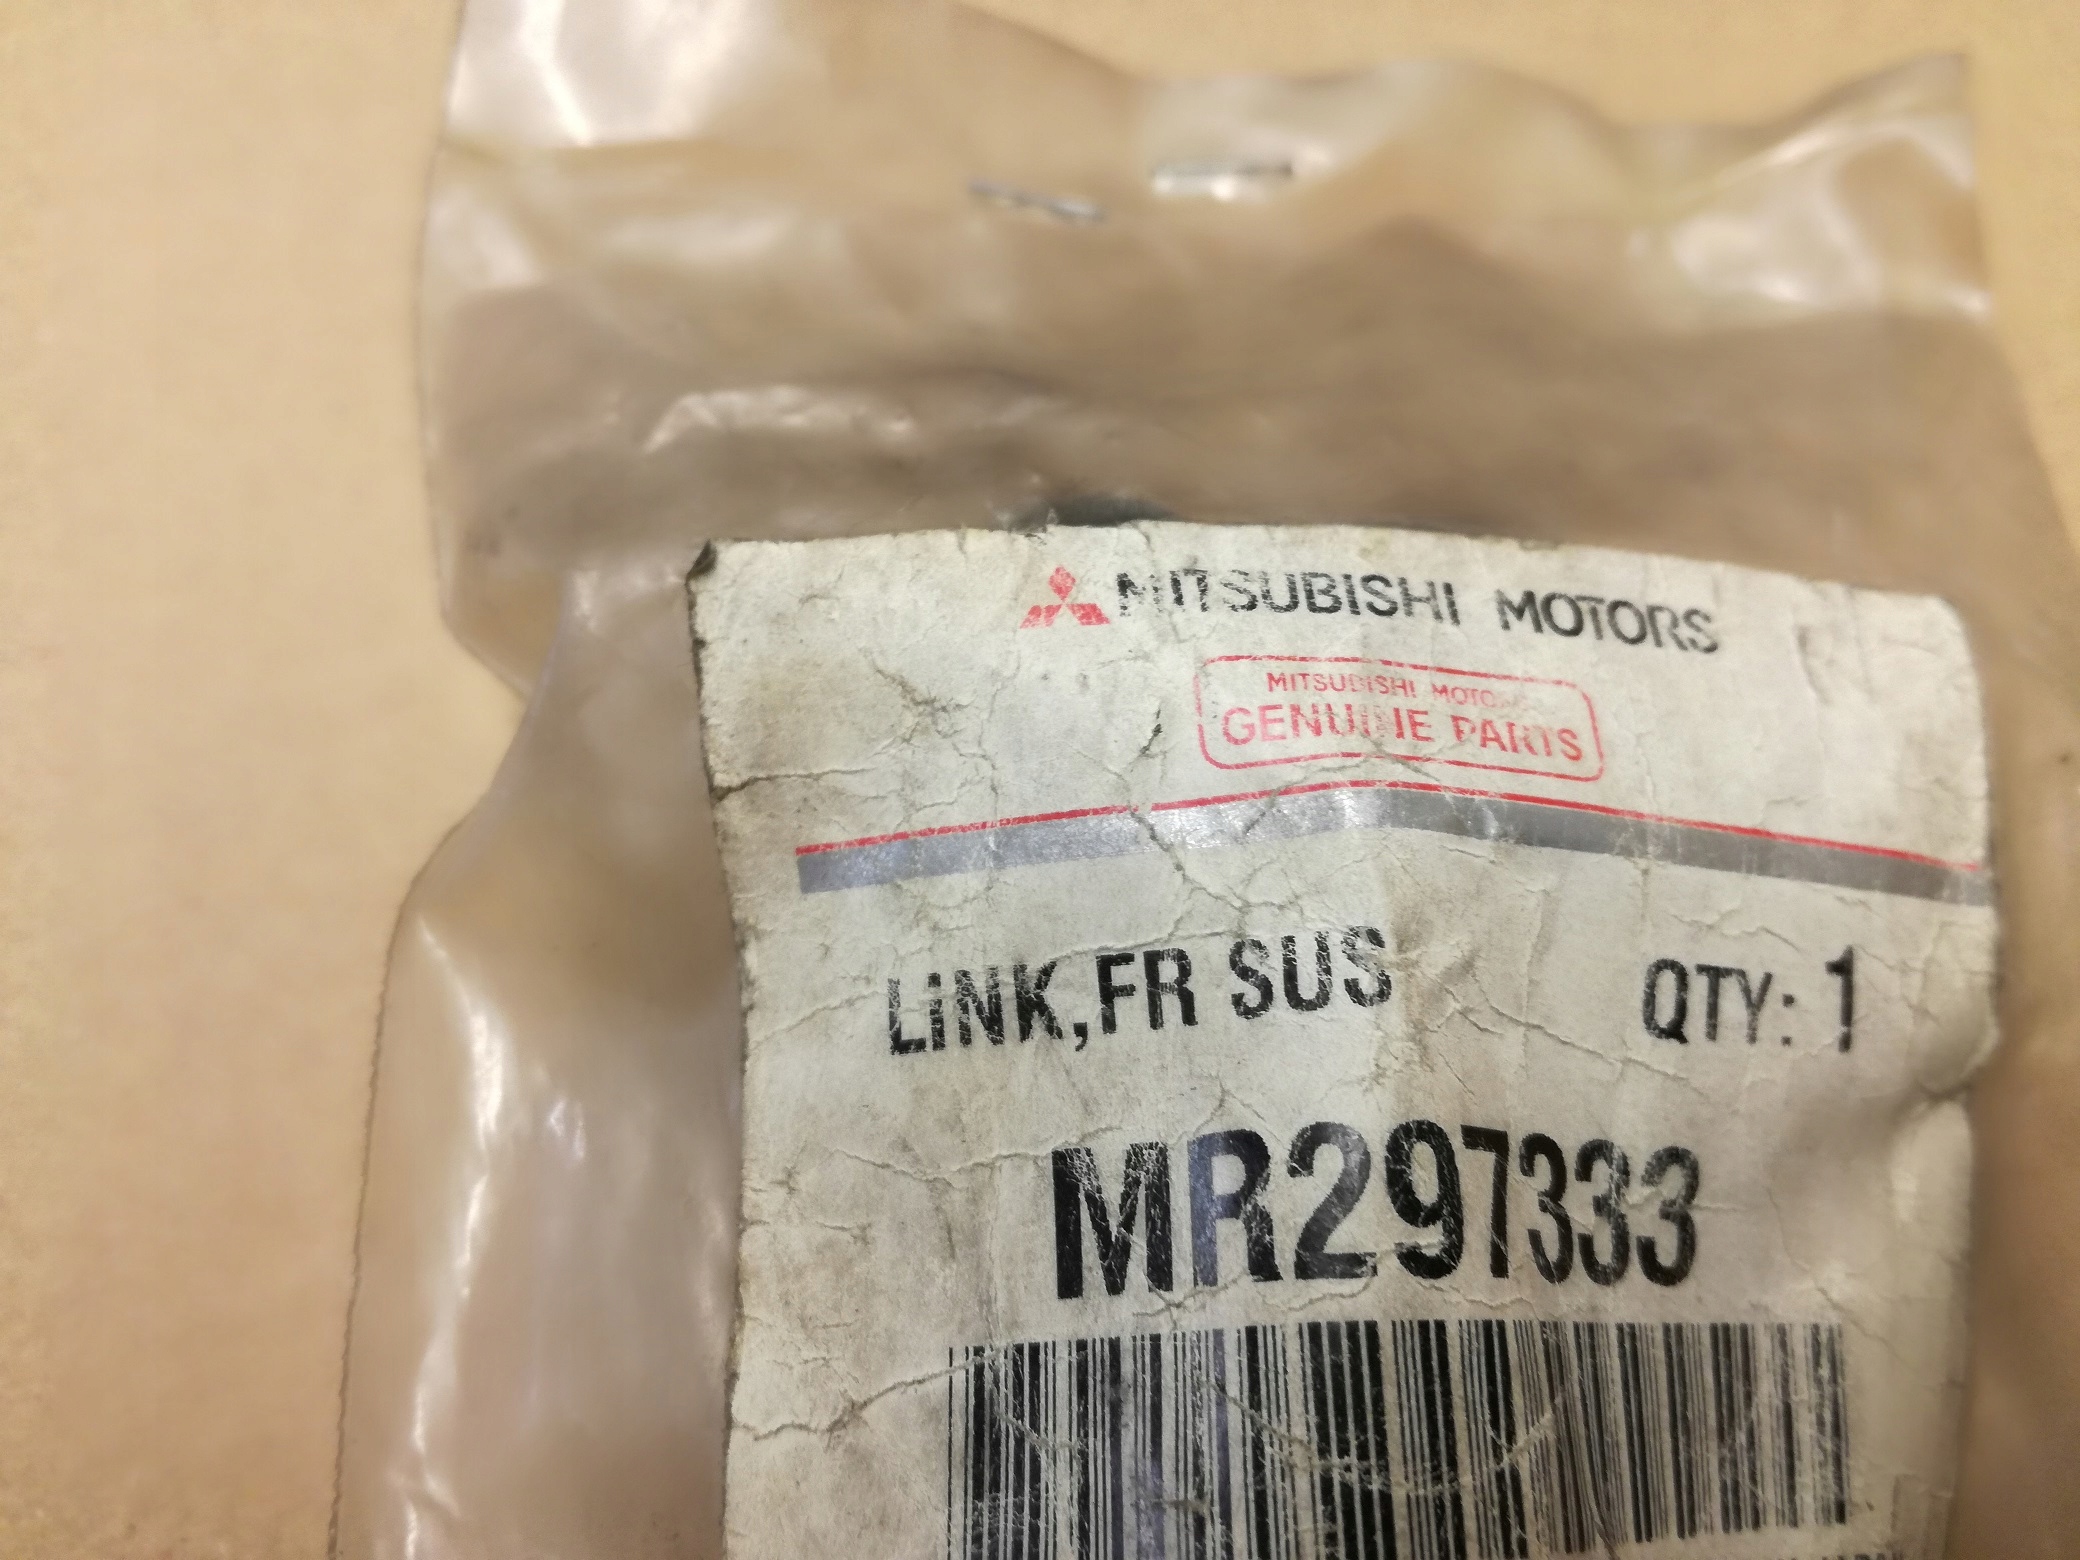 MITSUBISHI MOTORS
MITSUBISHI MOTORS
GENUINE PARTS
LINK,FR SUS QTY: 1
MR297333